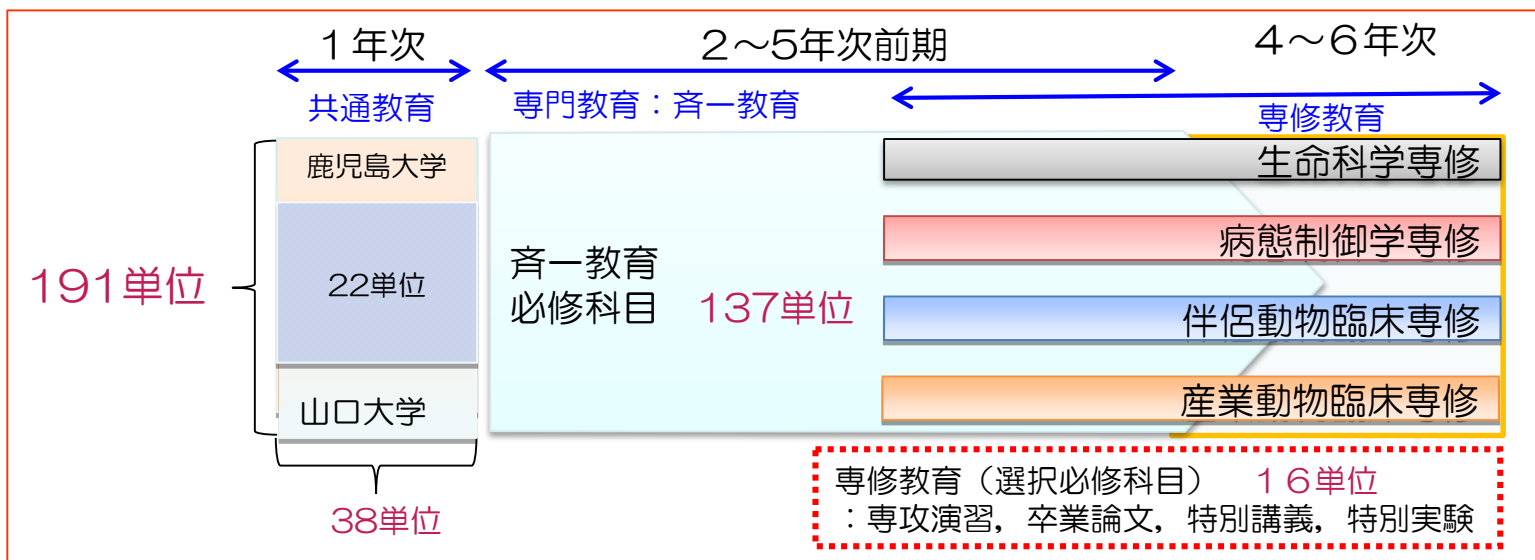 １年次
２～５年次前期
４～６年次
共通教育
専門教育：斉一教育
専修教育
191単位
鹿児島大学
22単位
山口大学
38単位
斉一教育
必修科目　137単位
生命科学専修
病態制御学専修
伴侶動物臨床専修
産業動物臨床専修
専修教育（選択必修科目）　１６単位
：専攻演習，卒業論文，特別講義，特別実験